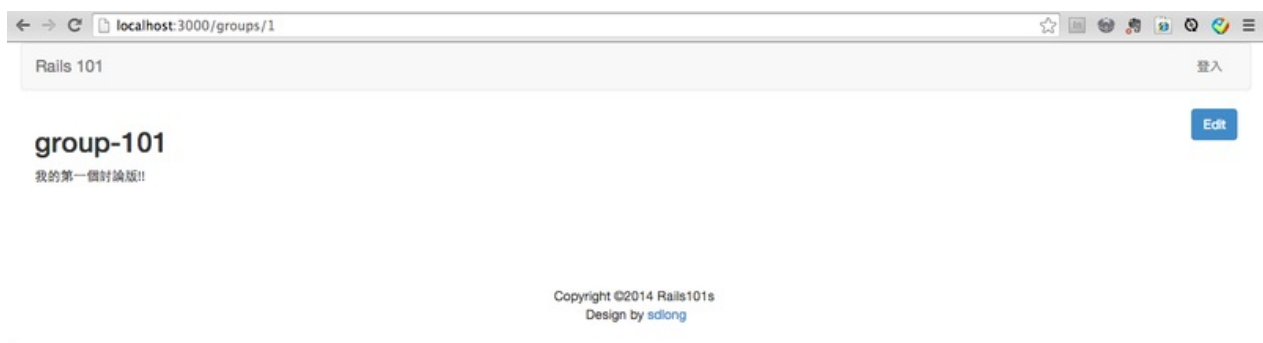 localhost:3000/groups/1
Rails 101
登入
Edit
group-101
我的第一個討論版!!
Copyright ©2014 Rails101s
Design by sdlong